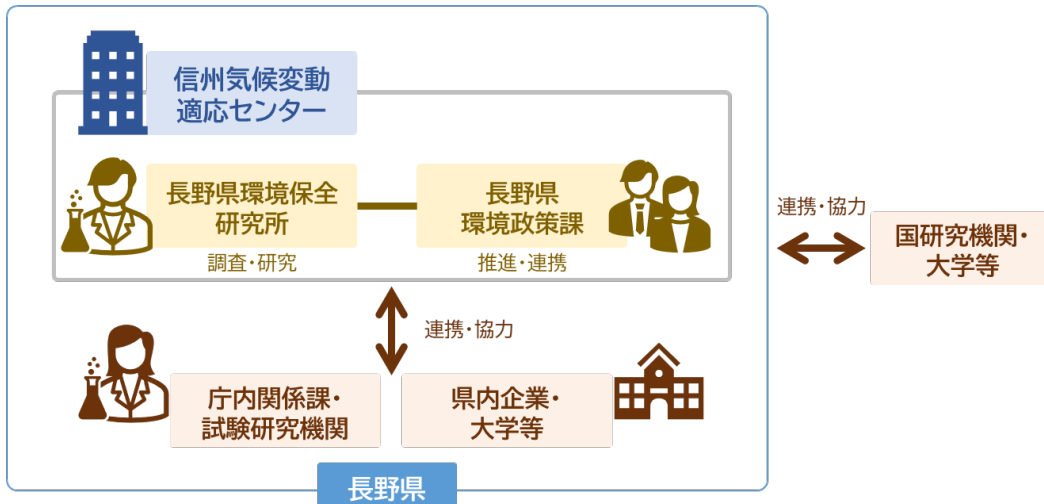 信州気候変動
適応センター
長野県環境保全
研究所
長野県
環境政策課
調査・研究
推進・連携
連携・協力
国研究機関・
大学等
連携・協力
庁内関係課・
試験研究機関
県内企業・
大学等
長野県